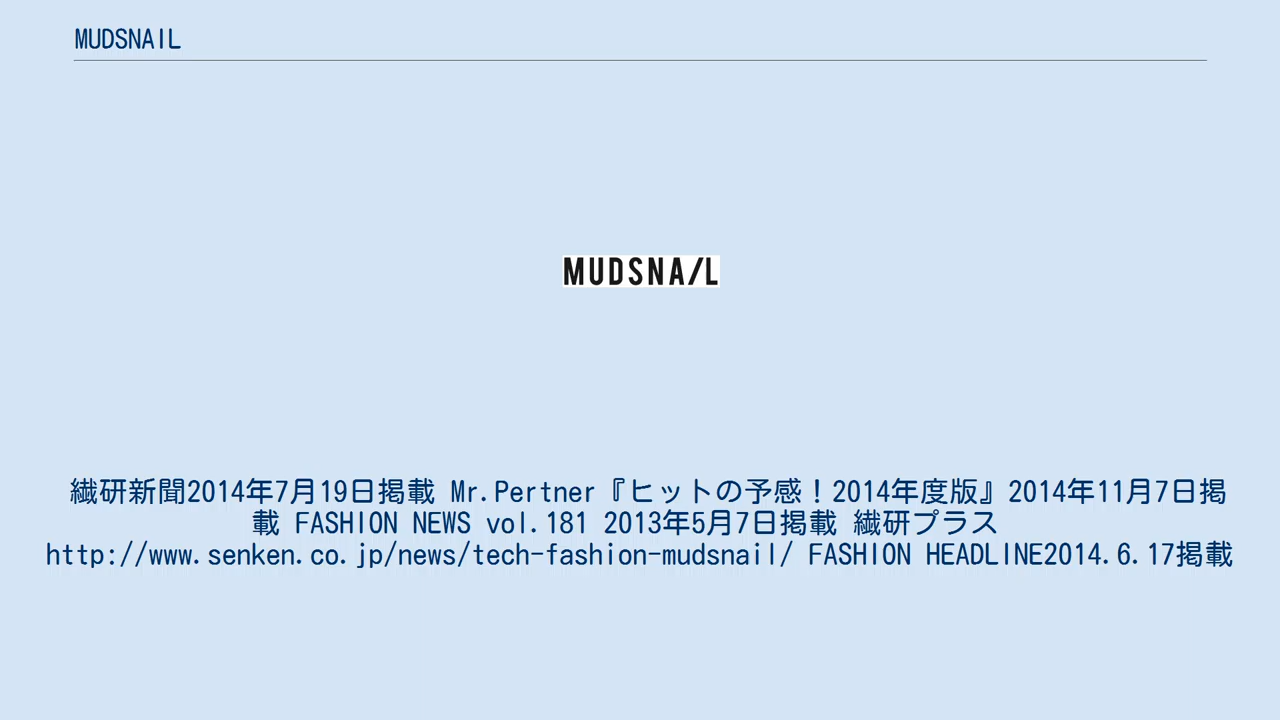 MUDSNAIL
MUDSNA/L
繊研新聞2014年7月19日掲載 Mr.Pertner『ヒットの予感！2014年度版』2014年11月7日掲
載 FASHION NEWS vol.181 2013年5月7日掲載 繊研プラス
http://www.senken.co.jp/news/tech-fashion-mudsnail/ FASHION HEADLINE2014.6.17掲載